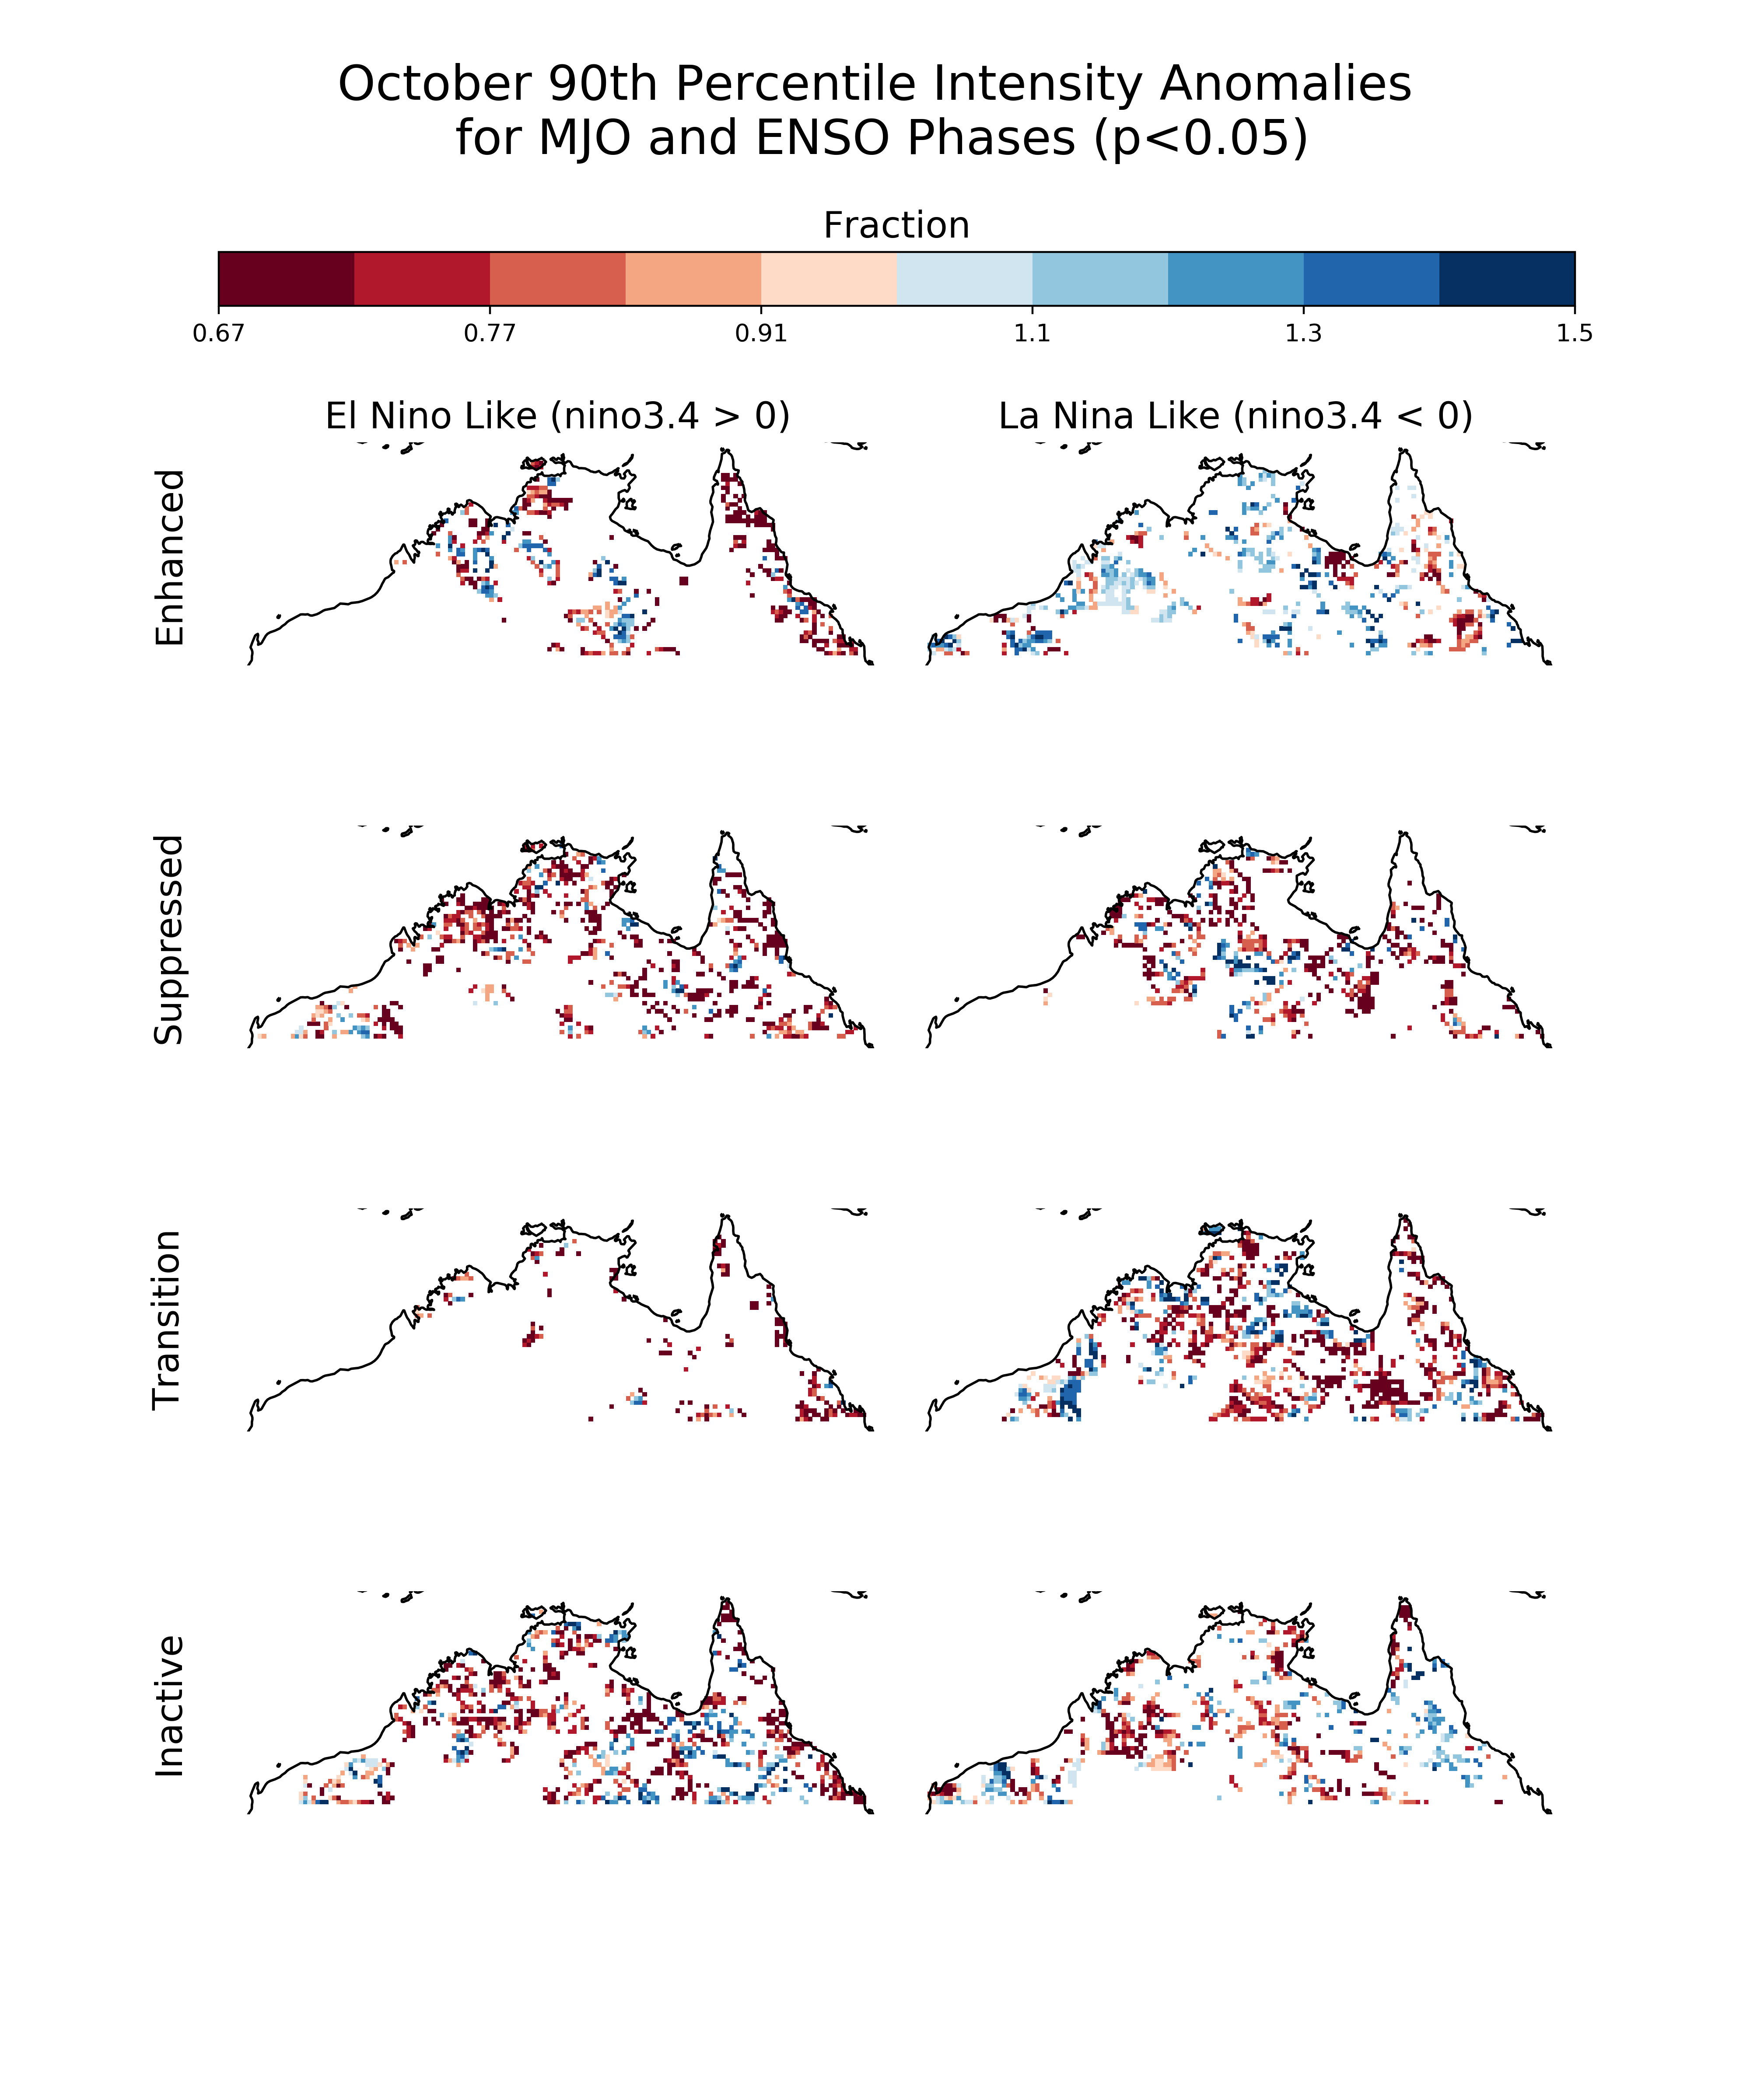 October 90th Percentile Intensity Anomalies
for MJO and ENSO Phases (p<0.05)
Fraction
0.67 0.77 0.91 1.1 1.3 1.5
El Nino Like (nino3.4 > 0) La Nina Like (nino3.4 < 0)
Enhanced
Suppressed
Transition
Inactive